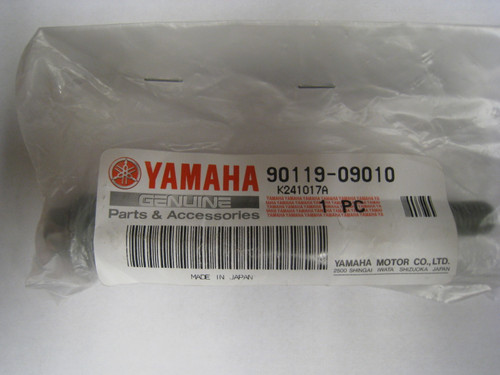 YAMAHA 90119-09010
K241017A
GENUINE
Parts & Accessories
1 PC
MADE IN JAPAN
YAMAHA MOTOR CO., LTD.
2500 SHINGAI IWATA SHIZUOKA JAPAN